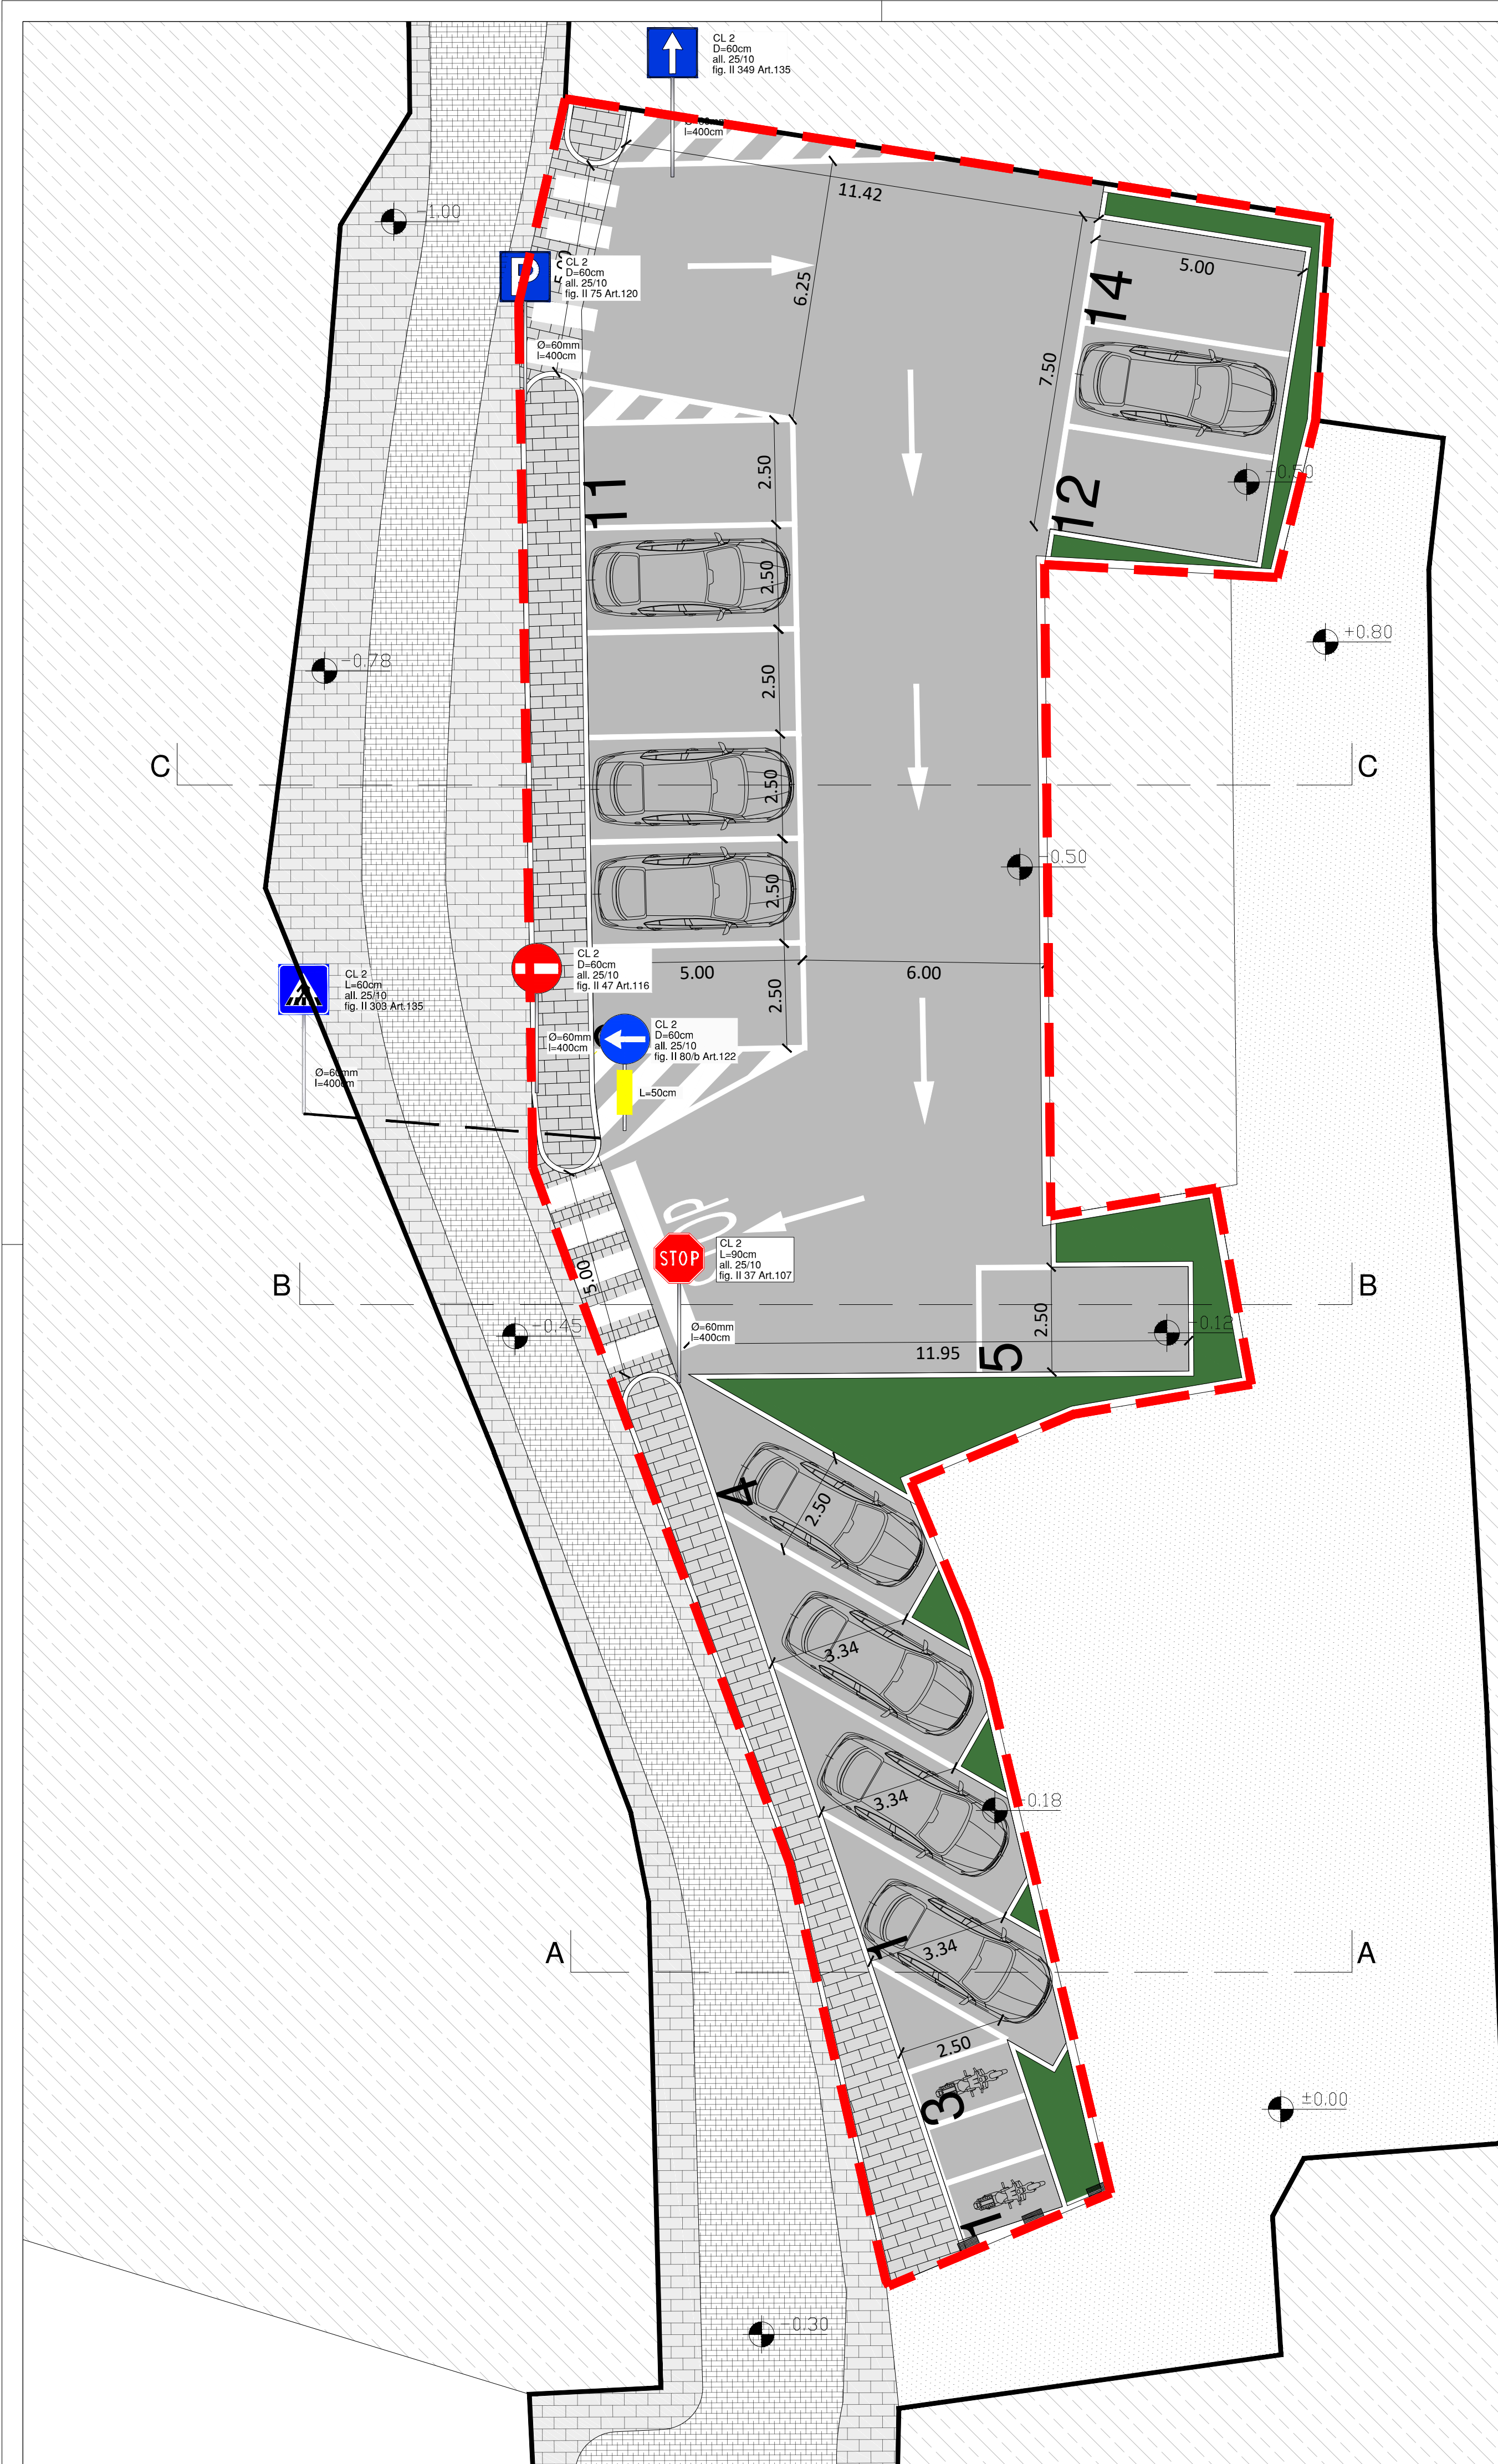 CL 2
D=60cm
all. 25/10
fig. II 349 Art.135
l=400cm
11.42
-1.00
CL 2
D=60cm
all. 25/10
fig. II 75 Art.120
P
6.25
5.00
14
Ø=60mm
l=400cm
7.50
11
2.50
12
-0.50
2.50
+0.80
-0.78
2.50
C
C
2.50
-0.50
2.50
CL 2
D=60cm
all. 25/10
fig. II 47 Art.116
5.00
6.00
CL 2
L=60cm
all. 25/10
fig. II 303 Art.135
2.50
CL 2
D=60cm
all. 25/10
fig. II 80/b Art.122
Ø=60mm
l=400cm
Ø=60mm
l=400cm
L=50cm
STOP
CL 2
L=90cm
all. 25/10
fig. II 37 Art.107
5.00
B
B
-0.45
Ø=60mm
l=400cm
2.50
-0.12
11.95
5
4
2.50
3.34
3.34
-0.18
1
3.34
A
A
2.50
3
±0.00
1
+0.30